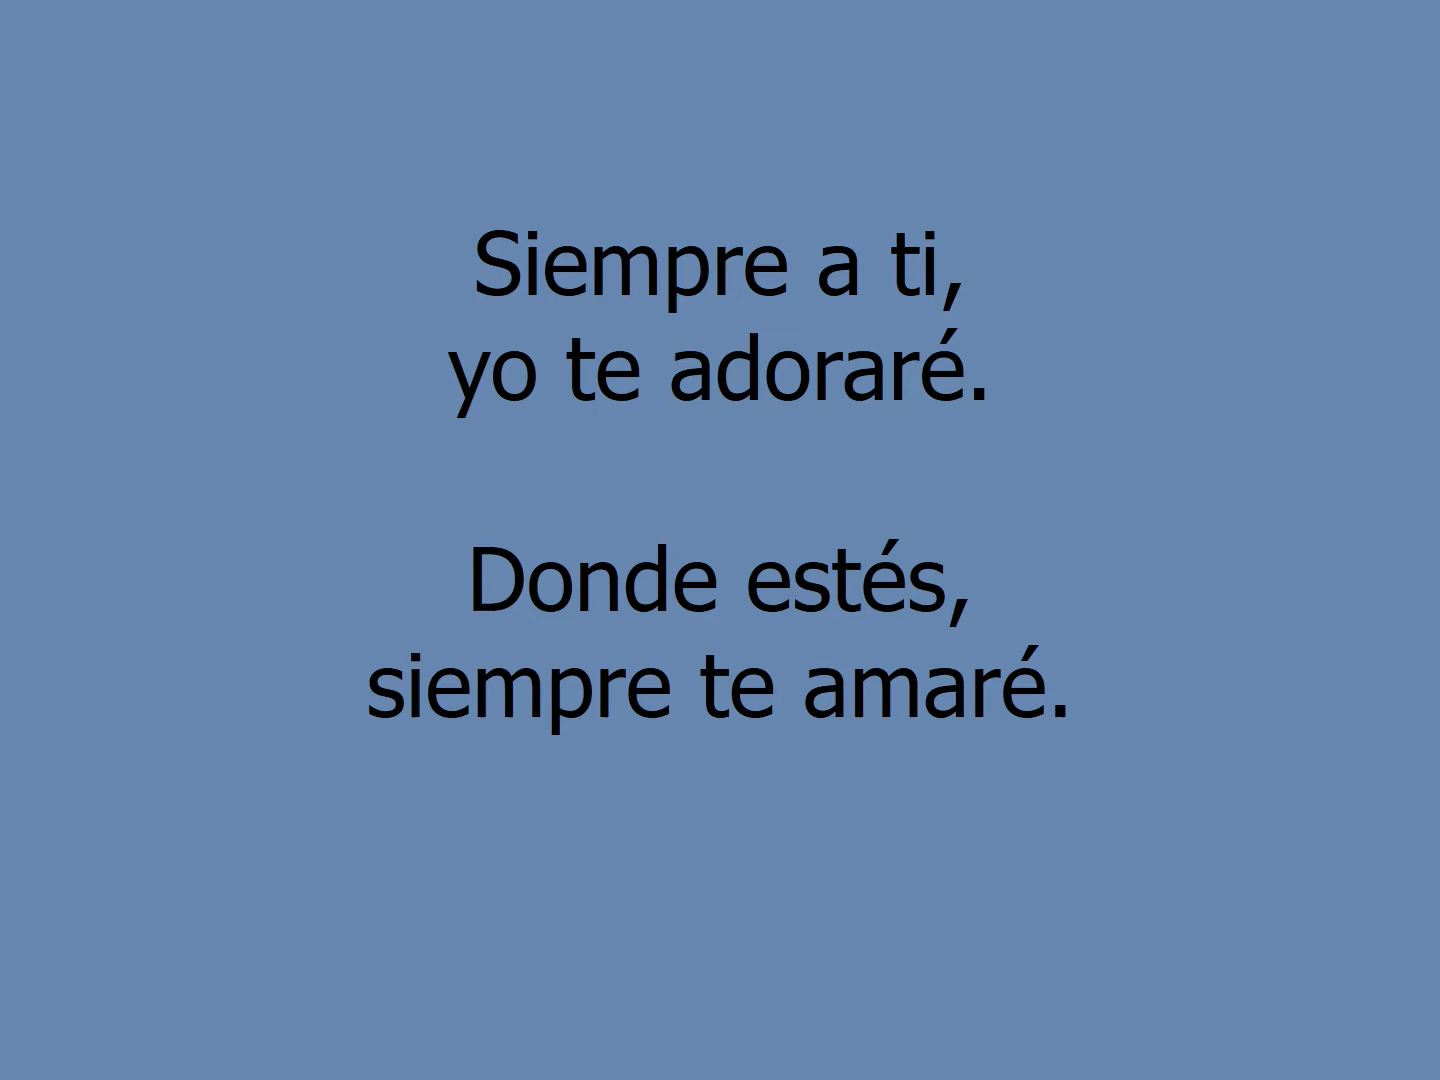 Siempre a ti,
yo te adoraré.
Donde estés,
siempre te amaré.